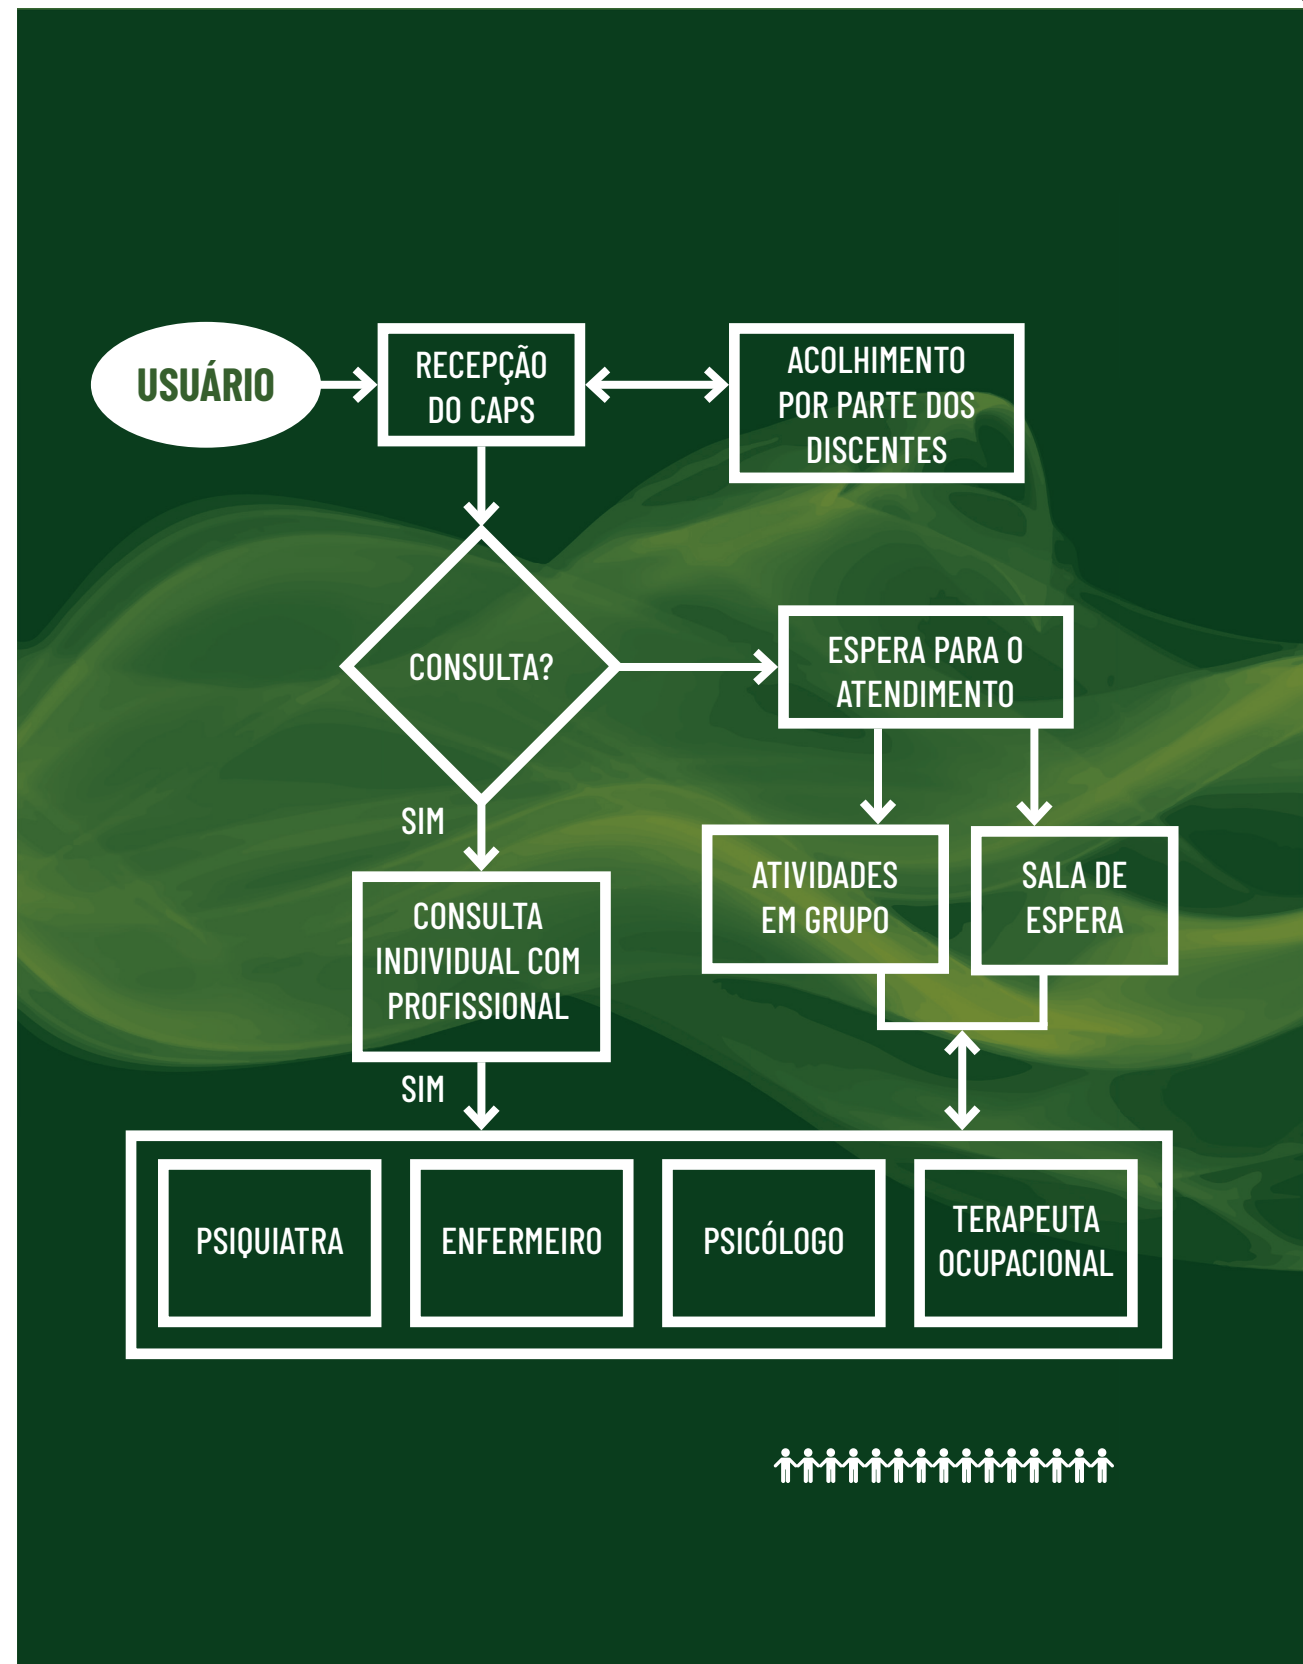 USUÁRIO
RECEPÇÃO
DO CAPS
ACOLHIMENTO
POR PARTE DOS
DISCENTES
CONSULTA?
ESPERA PARA O
ATENDIMENTO
SIM
ATIVIDADES
EM GRUPO
SALA DE
ESPERA
CONSULTA
INDIVIDUAL COM
PROFISSIONAL
SIM
PSIQUIATRA
ENFERMEIRO
PSICÓLOGO
TERAPEUTA
OCUPACIONAL